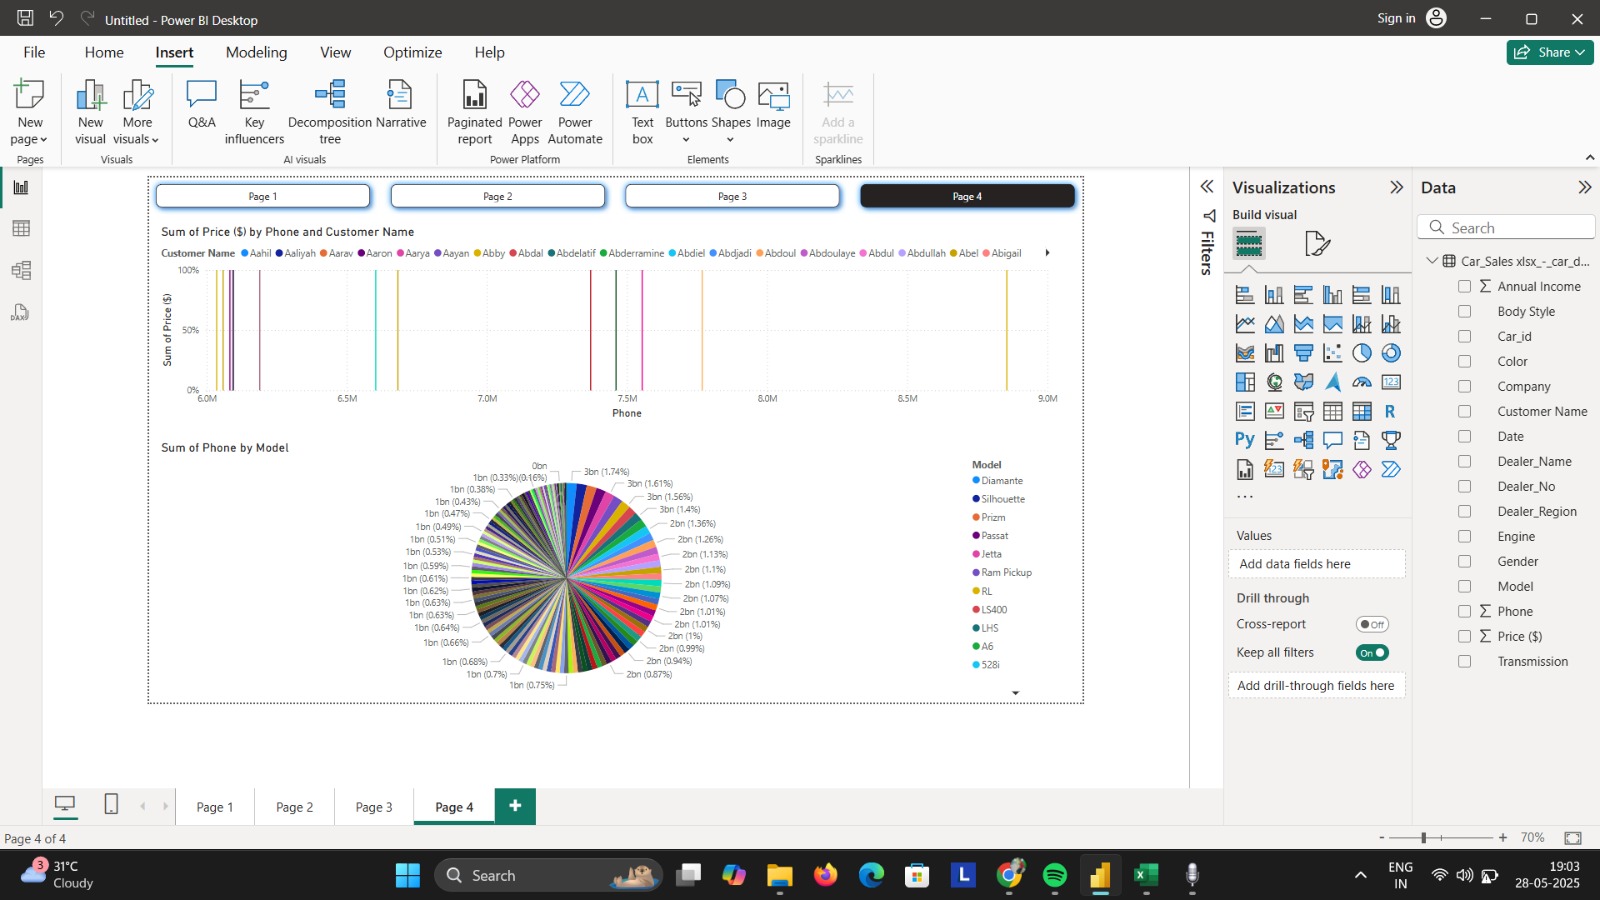 Untitled - Power BI Desktop
Sign in
File Home Insert Modeling View Optimize Help
Share
New page
New visual
More visuals
Q&A
Key influencers
Decomposition tree
Narrative
Paginated report
Power Apps
Power Automate
Text box
Buttons
Shapes
Image
Add a sparkline
Pages
Visuals
AI visuals
Power Platform
Elements
Sparklines
Page 1
Page 2
Page 3
Page 4
Sum of Price ($) by Phone and Customer Name
Customer Name Aahil Aaliyah Aarav Aaron Aarya Aayan Abby Abdal Abdelatif Abderramine Abdiel Abdjadi Abdoul Abdoulaye Abdul Abdullah Abel Abigail
100%
50%
0%
Sum of Price ($)
6.0M 6.5M 7.0M 7.5M 8.0M 8.5M 9.0M
Phone
Sum of Phone by Model
0bn
1bn (0.33%)
(0.16%)
1bn (0.38%)
1bn (0.43%)
1bn (0.47%)
1bn (0.49%)
1bn (0.51%)
1bn (0.53%)
1bn (0.59%)
1bn (0.61%)
1bn (0.62%)
1bn (0.63%)
1bn (0.63%)
1bn (0.64%)
1bn (0.66%)
1bn (0.68%)
1bn (0.7%)
1bn (0.75%)
3bn (1.74%)
3bn (1.61%)
3bn (1.56%)
3bn (1.4%)
2bn (1.36%)
2bn (1.26%)
2bn (1.13%)
2bn (1.1%)
2bn (1.09%)
2bn (1.07%)
2bn (1.01%)
2bn (1.01%)
2bn (1%)
2bn (0.99%)
2bn (0.94%)
2bn (0.87%)
Model
Diamante
Silhouette
Prizm
Passat
Jetta
Ram Pickup
RL
LS400
LHS
A6
528i
Filters
Visualizations
Build visual
123
R
Py
...
Values
Add data fields here
Drill through
Cross-report Off
Keep all filters On
Add drill-through fields here
Data
Search
Car_Sales xlsx_-_car_d...
Annual Income
Body Style
Car_id
Color
Company
Customer Name
Date
Dealer_Name
Dealer_No
Dealer_Region
Engine
Gender
Model
Phone
Price ($)
Transmission
DAX
Page 1 Page 2 Page 3 Page 4 +
Page 4 of 4
- + 70%
3
31°C
Cloudy
Search
L
ENG
IN
19:03
28-05-2025